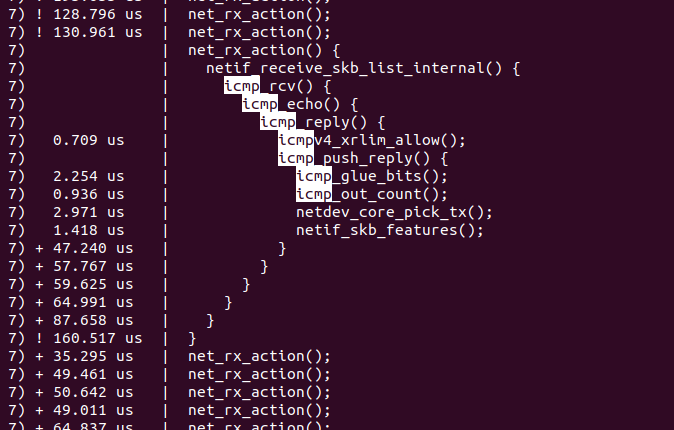 7) ! 128.796 us | net_rx_action();
7) ! 130.961 us | net_rx_action();
7) | net_rx_action() {
7) | netif_receive_skb_list_internal() {
7) | icmp_rcv() {
7) | icmp_echo() {
7) | icmp_reply() {
7) 0.709 us | icmpv4_xrlim_allow();
7) | icmp_push_reply() {
7) 2.254 us | icmp_glue_bits();
7) 0.936 us | icmp_out_count();
7) 2.971 us | netdev_core_pick_tx();
7) 1.418 us | netif_skb_features();
7) + 47.240 us | }
7) + 57.767 us | }
7) + 59.625 us | }
7) + 64.991 us | }
7) + 87.658 us | }
7) ! 160.517 us | }
7) + 35.295 us | net_rx_action();
7) + 49.461 us | net_rx_action();
7) + 50.642 us | net_rx_action();
7) + 49.011 us | net_rx_action();
7) + 64.837 us | net_rx_action();